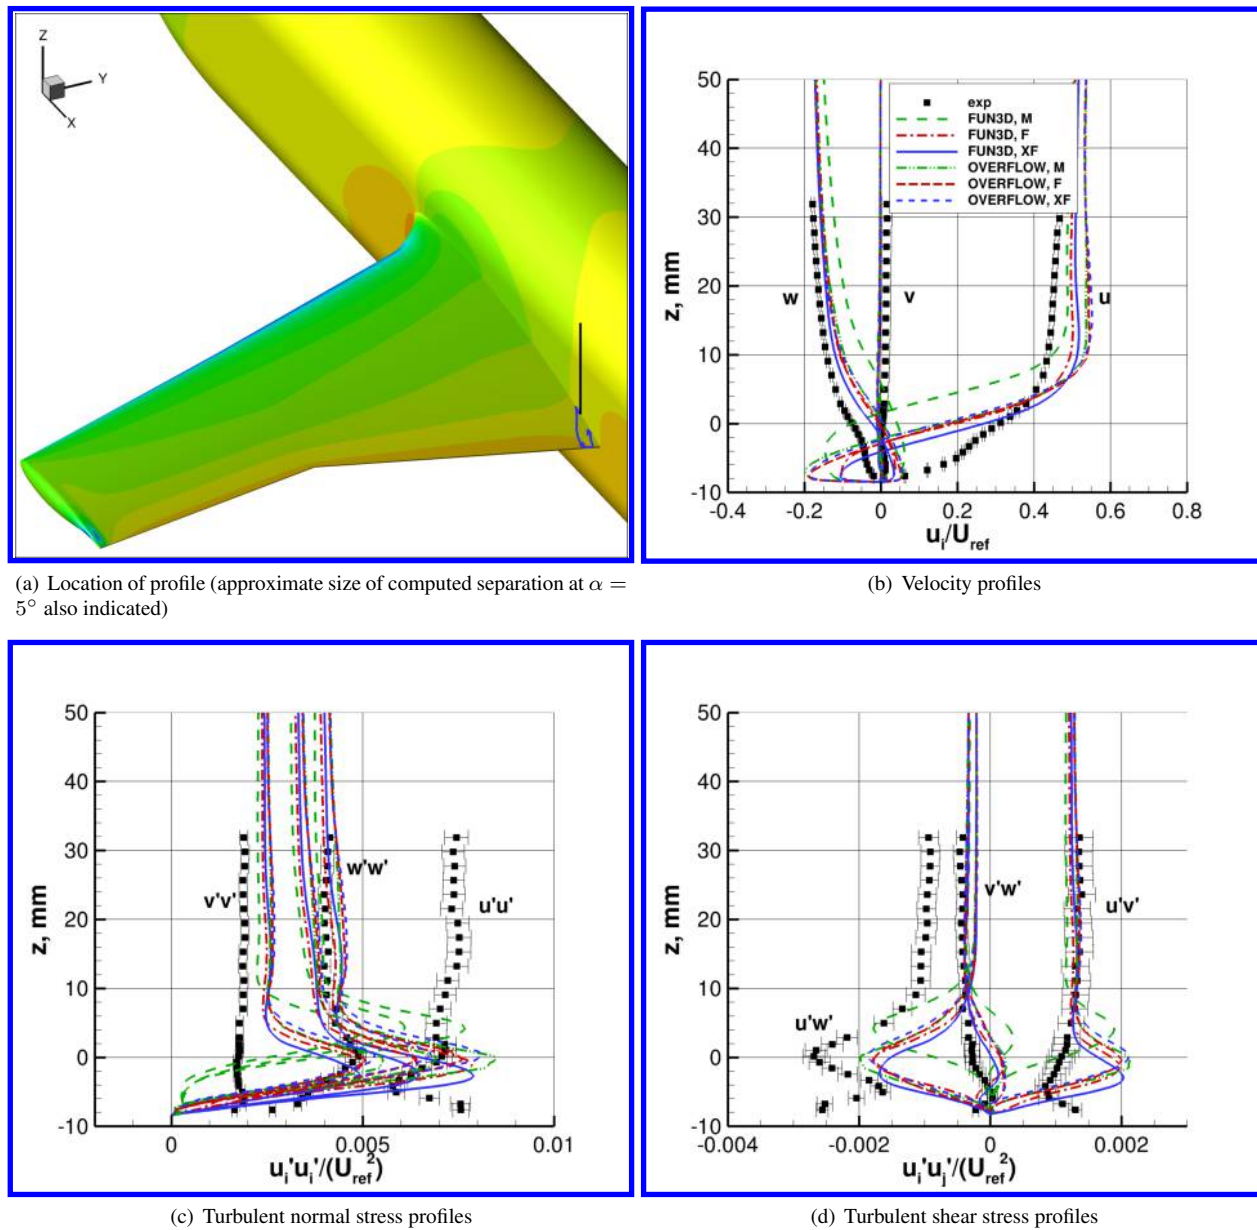 Z
Y
X
50
40
30
20
10
0
-10
z, mm
exp
FUN3D, M
FUN3D, F
FUN3D, XF
OVERFLOW, M
OVERFLOW, F
OVERFLOW, XF
w
v
u
-0.4
-0.2
0
0.2
0.4
0.6
0.8
u_i/U_ref
(a) Location of profile (approximate size of computed separation at α =
5° also indicated)
(b) Velocity profiles
50
40
30
20
10
0
-10
z, mm
v'v'
w'w'
u'u'
0
0.005
0.01
u_i'u_i'/(U_ref^2)
50
40
30
20
10
0
-10
z, mm
u'w'
v'w'
u'v'
-0.004
-0.002
0
0.002
u_i'u_j'/(U_ref^2)
(c) Turbulent normal stress profiles
(d) Turbulent shear stress profiles